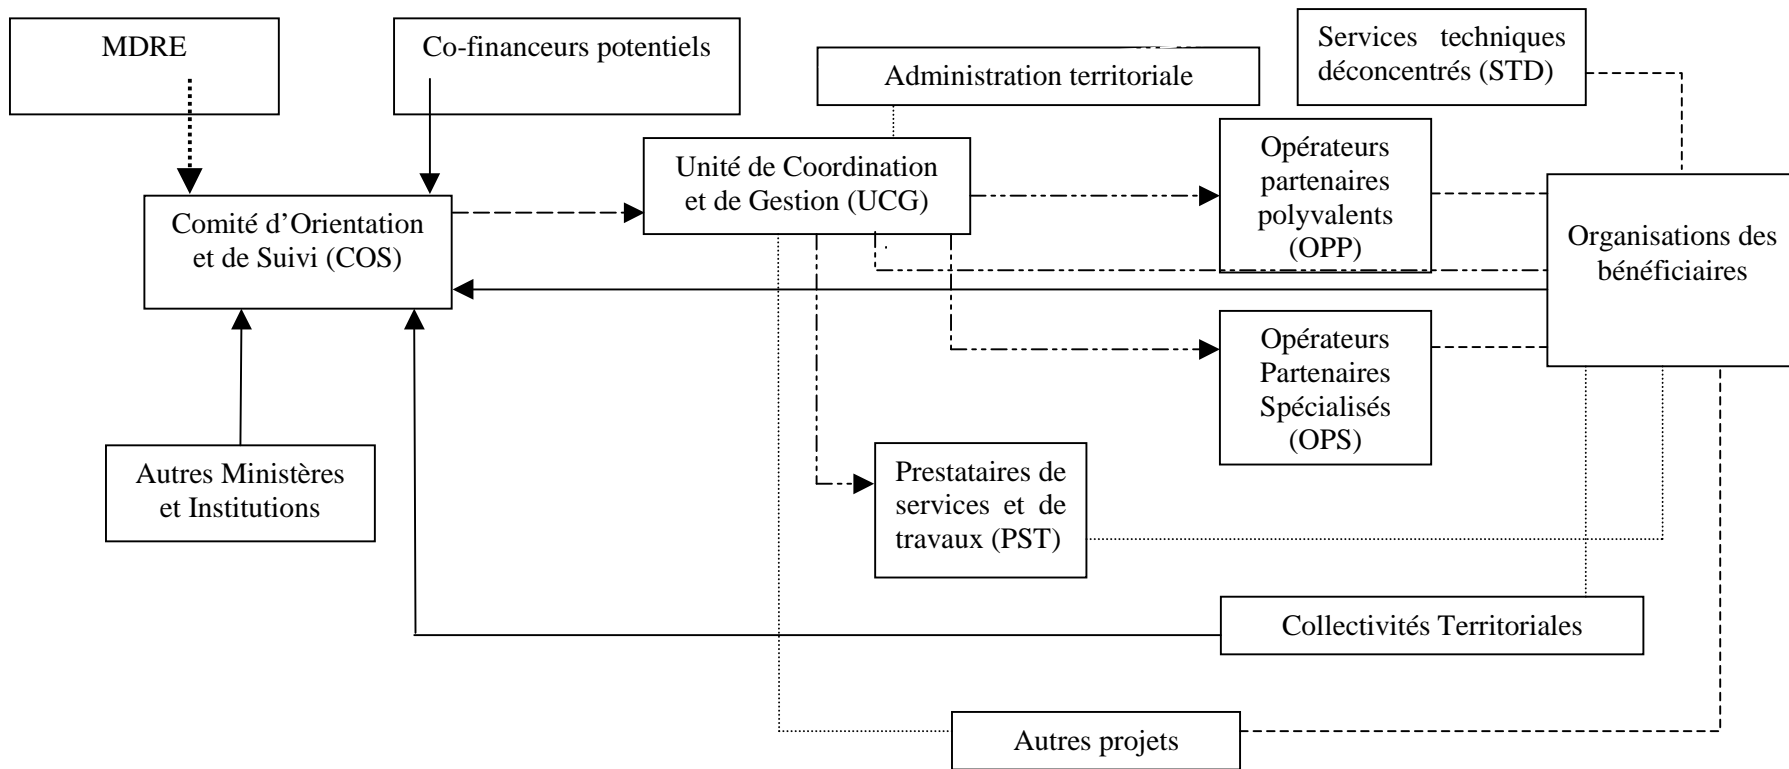 MDRE
Co-financeurs potentiels
Administration territoriale
Services techniques
déconcentrés (STD)
Unité de Coordination
et de Gestion (UCG)
Opérateurs
partenaires
polyvalents
(OPP)
Comité d’Orientation
et de Suivi (COS)
Organisations des
bénéficiaires
Opérateurs
Partenaires
Spécialisés
(OPS)
Autres Ministères
et Institutions
Prestataires de
services et de
travaux (PST)
Collectivités Territoriales
Autres projets